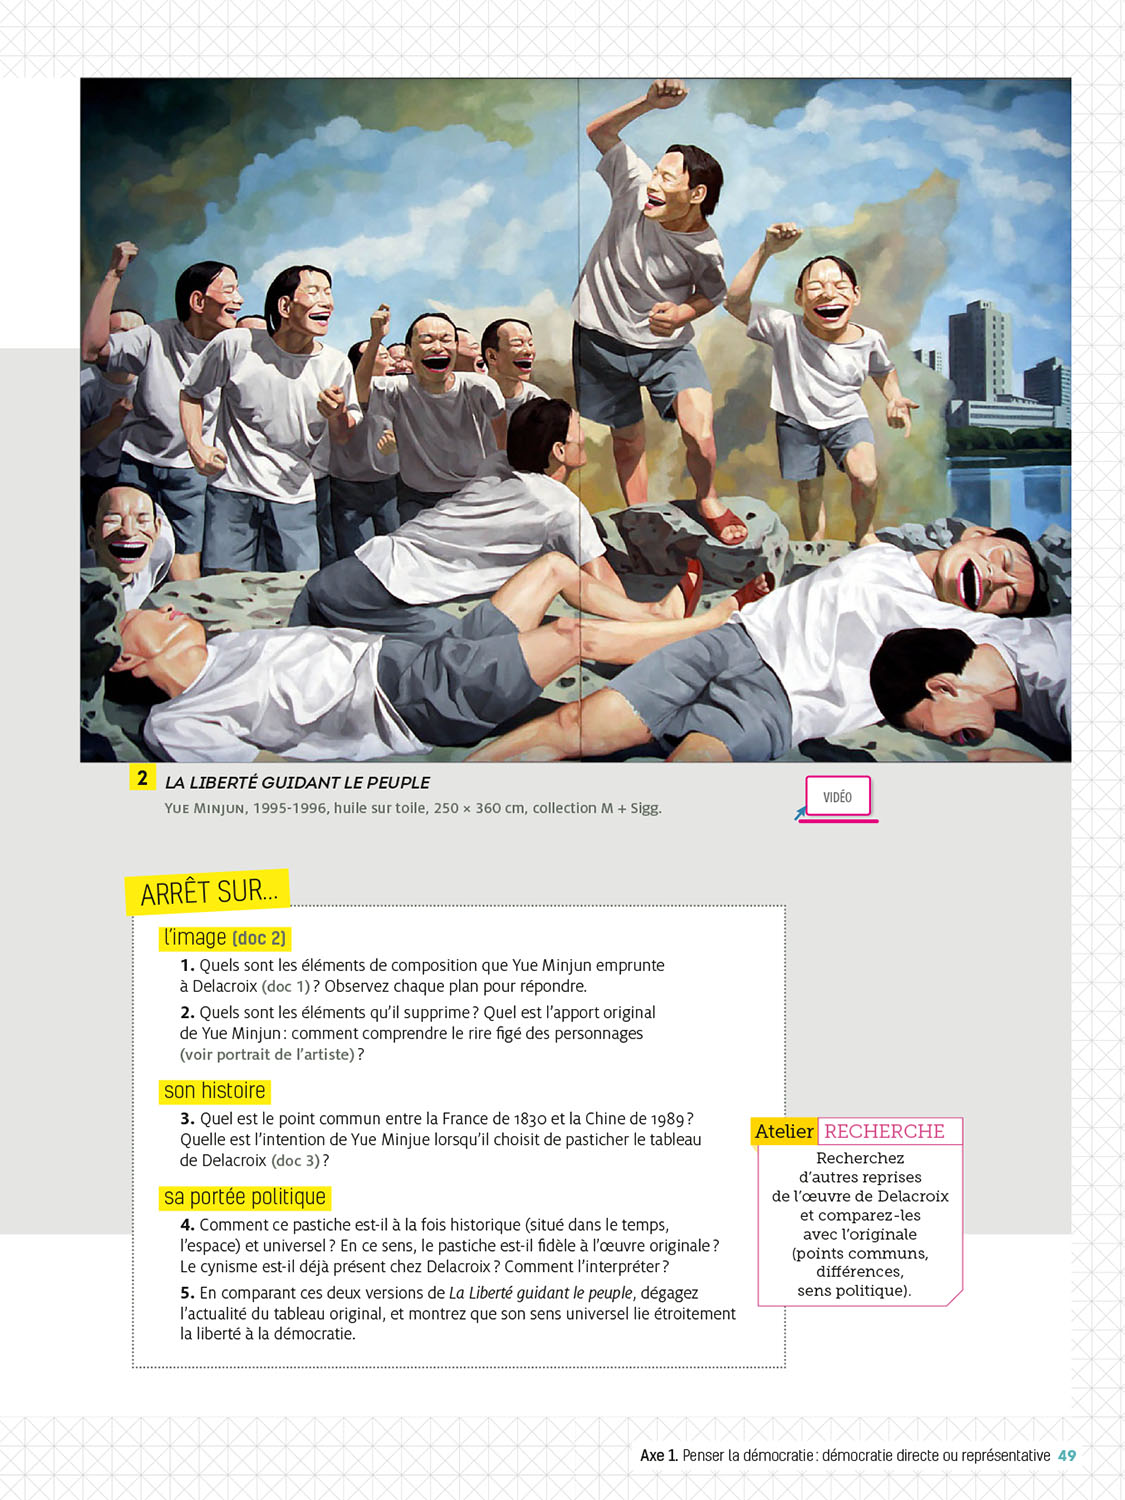 2 LA LIBERTÉ GUIDANT LE PEUPLE
YUE MINJUN, 1995-1996, huile sur toile, 250 × 360 cm, collection M + Sigg.
VIDÉO
ARRÊT SUR...
l'image (doc 2)
1. Quels sont les éléments de composition que Yue Minjun emprunte
à Delacroix (doc 1) ? Observez chaque plan pour répondre.
2. Quels sont les éléments qu'il supprime ? Quel est l'apport original
de Yue Minjun : comment comprendre le rire figé des personnages
(voir portrait de l'artiste) ?
son histoire
3. Quel est le point commun entre la France de 1830 et la Chine de 1989 ?
Quelle est l'intention de Yue Minjue lorsqu'il choisit de pasticher le tableau
de Delacroix (doc 3) ?
sa portée politique
4. Comment ce pastiche est-il à la fois historique (situé dans le temps,
l'espace) et universel ? En ce sens, le pastiche est-il fidèle à l'œuvre originale ?
Le cynisme est-il déjà présent chez Delacroix ? Comment l'interpréter ?
5. En comparant ces deux versions de La Liberté guidant le peuple, dégagez
l'actualité du tableau original, et montrez que son sens universel lie étroitement
la liberté à la démocratie.
Atelier RECHERCHE
Recherchez
d'autres reprises
de l'œuvre de Delacroix
et comparez-les
avec l'originale
(points communs,
différences,
sens politique).
Axe 1. Penser la démocratie : démocratie directe ou représentative 49